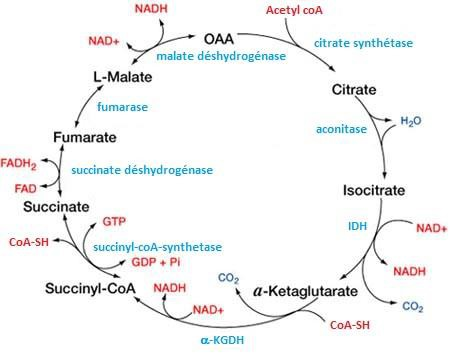 NADH
Acetyl coA
NAD+
OAA
citrate synthétase
malate déshydrogénase
L-Malate
Citrate
fumarase
H₂O
aconitase
Fumarate
FADH₂
succinate déshydrogénase
Isocitrate
FAD
Succinate
IDH
GTP
NAD+
CoA-SH
succinyl-coA-synthetase
GDP + Pi
NADH
CO₂
Succinyl-CoA
NADH
α-Ketaglutarate
CO₂
NAD+
CoA-SH
α-KGDH